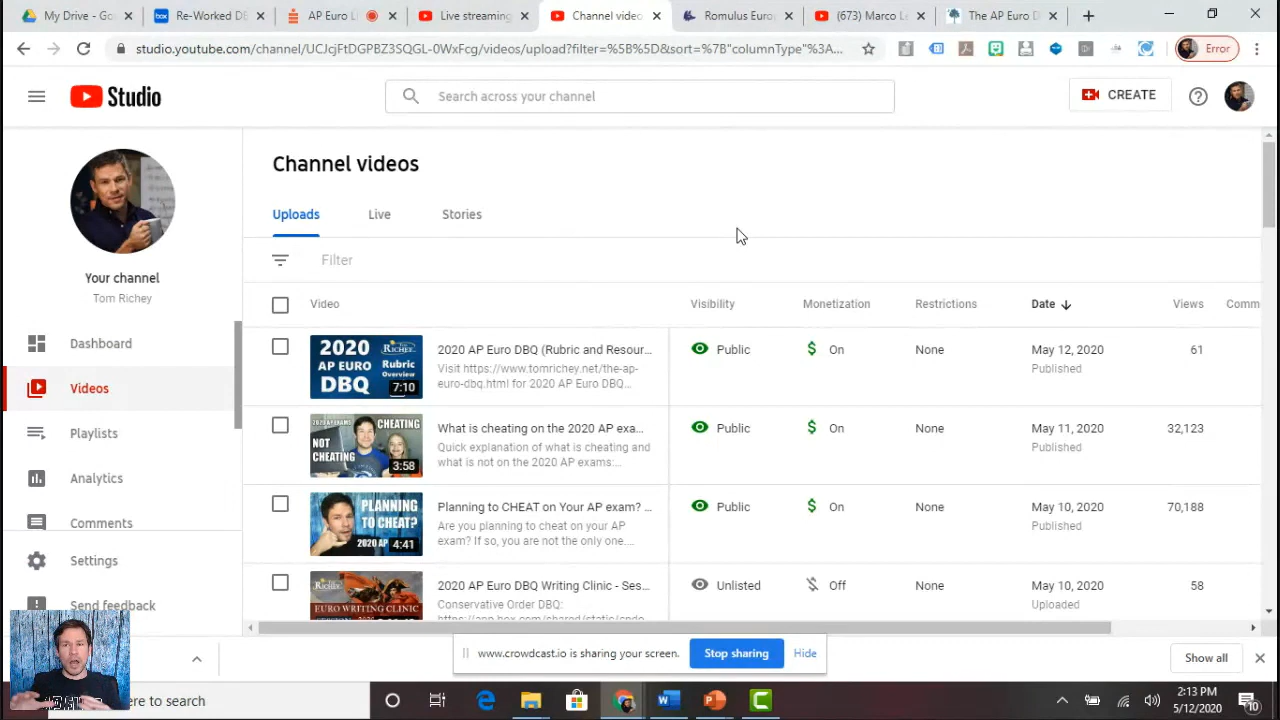 My Drive - G
Re-Worked DB
AP Euro L
Live streaming
Channel video
Romulus Euro
(673) Marco L
The AP Euro D
studio.youtube.com/channel/UCJcjFtDGPBZ3SQGL-0WxFcg/videos/upload?filter=%5B%5D&sort=%7B"columnType"%3A...
Error
Studio
Search across your channel
CREATE
Channel videos
Uploads
Live
Stories
Filter
Your channel
Tom Richey
Dashboard
Videos
Playlists
Analytics
Comments
Settings
Send feedback
Video
Visibility
Monetization
Restrictions
Date
Views
Comm
2020
AP EURO
DBQ
RICHEY
Rubric
Overview
7:10
2020 AP Euro DBQ (Rubric and Resour...
Visit https://www.tomrichey.net/the-ap-
euro-dbq.html for 2020 AP Euro DBQ...
Public
On
None
May 12, 2020
Published
61
2020 AP EXAMS
CHEATING
NOT
CHEATING
3:58
What is cheating on the 2020 AP exa...
Quick explanation of what is cheating and
what is not on the 2020 AP exams:...
Public
On
None
May 11, 2020
Published
32,123
PLANNING
TO CHEAT?
2020 AP
4:41
Planning to CHEAT on Your AP exam? ...
Are you planning to cheat on your AP
exam? If so, you are not the only one....
Public
On
None
May 10, 2020
Published
70,188
RICHEY
EURO WRITING CLINIC
2020 AP Euro DBQ Writing Clinic - Ses...
Conservative Order DBQ:
Unlisted
Off
None
May 10, 2020
Uploaded
58
www.crowdcast.io is sharing your screen.
Stop sharing
Hide
Show all
here to search
2:13 PM
5/12/2020
10